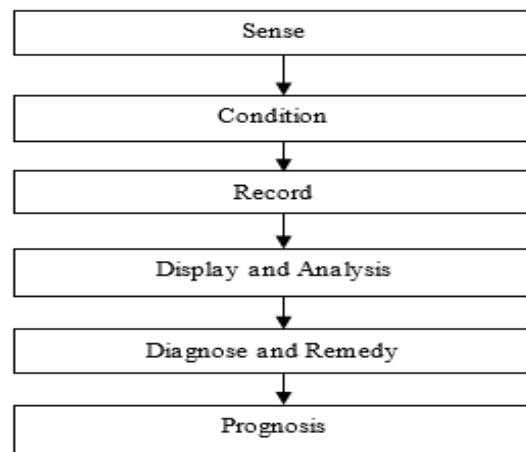 Sense
Condition
Record
Display and Analysis
Diagnose and Remedy
Prognosis